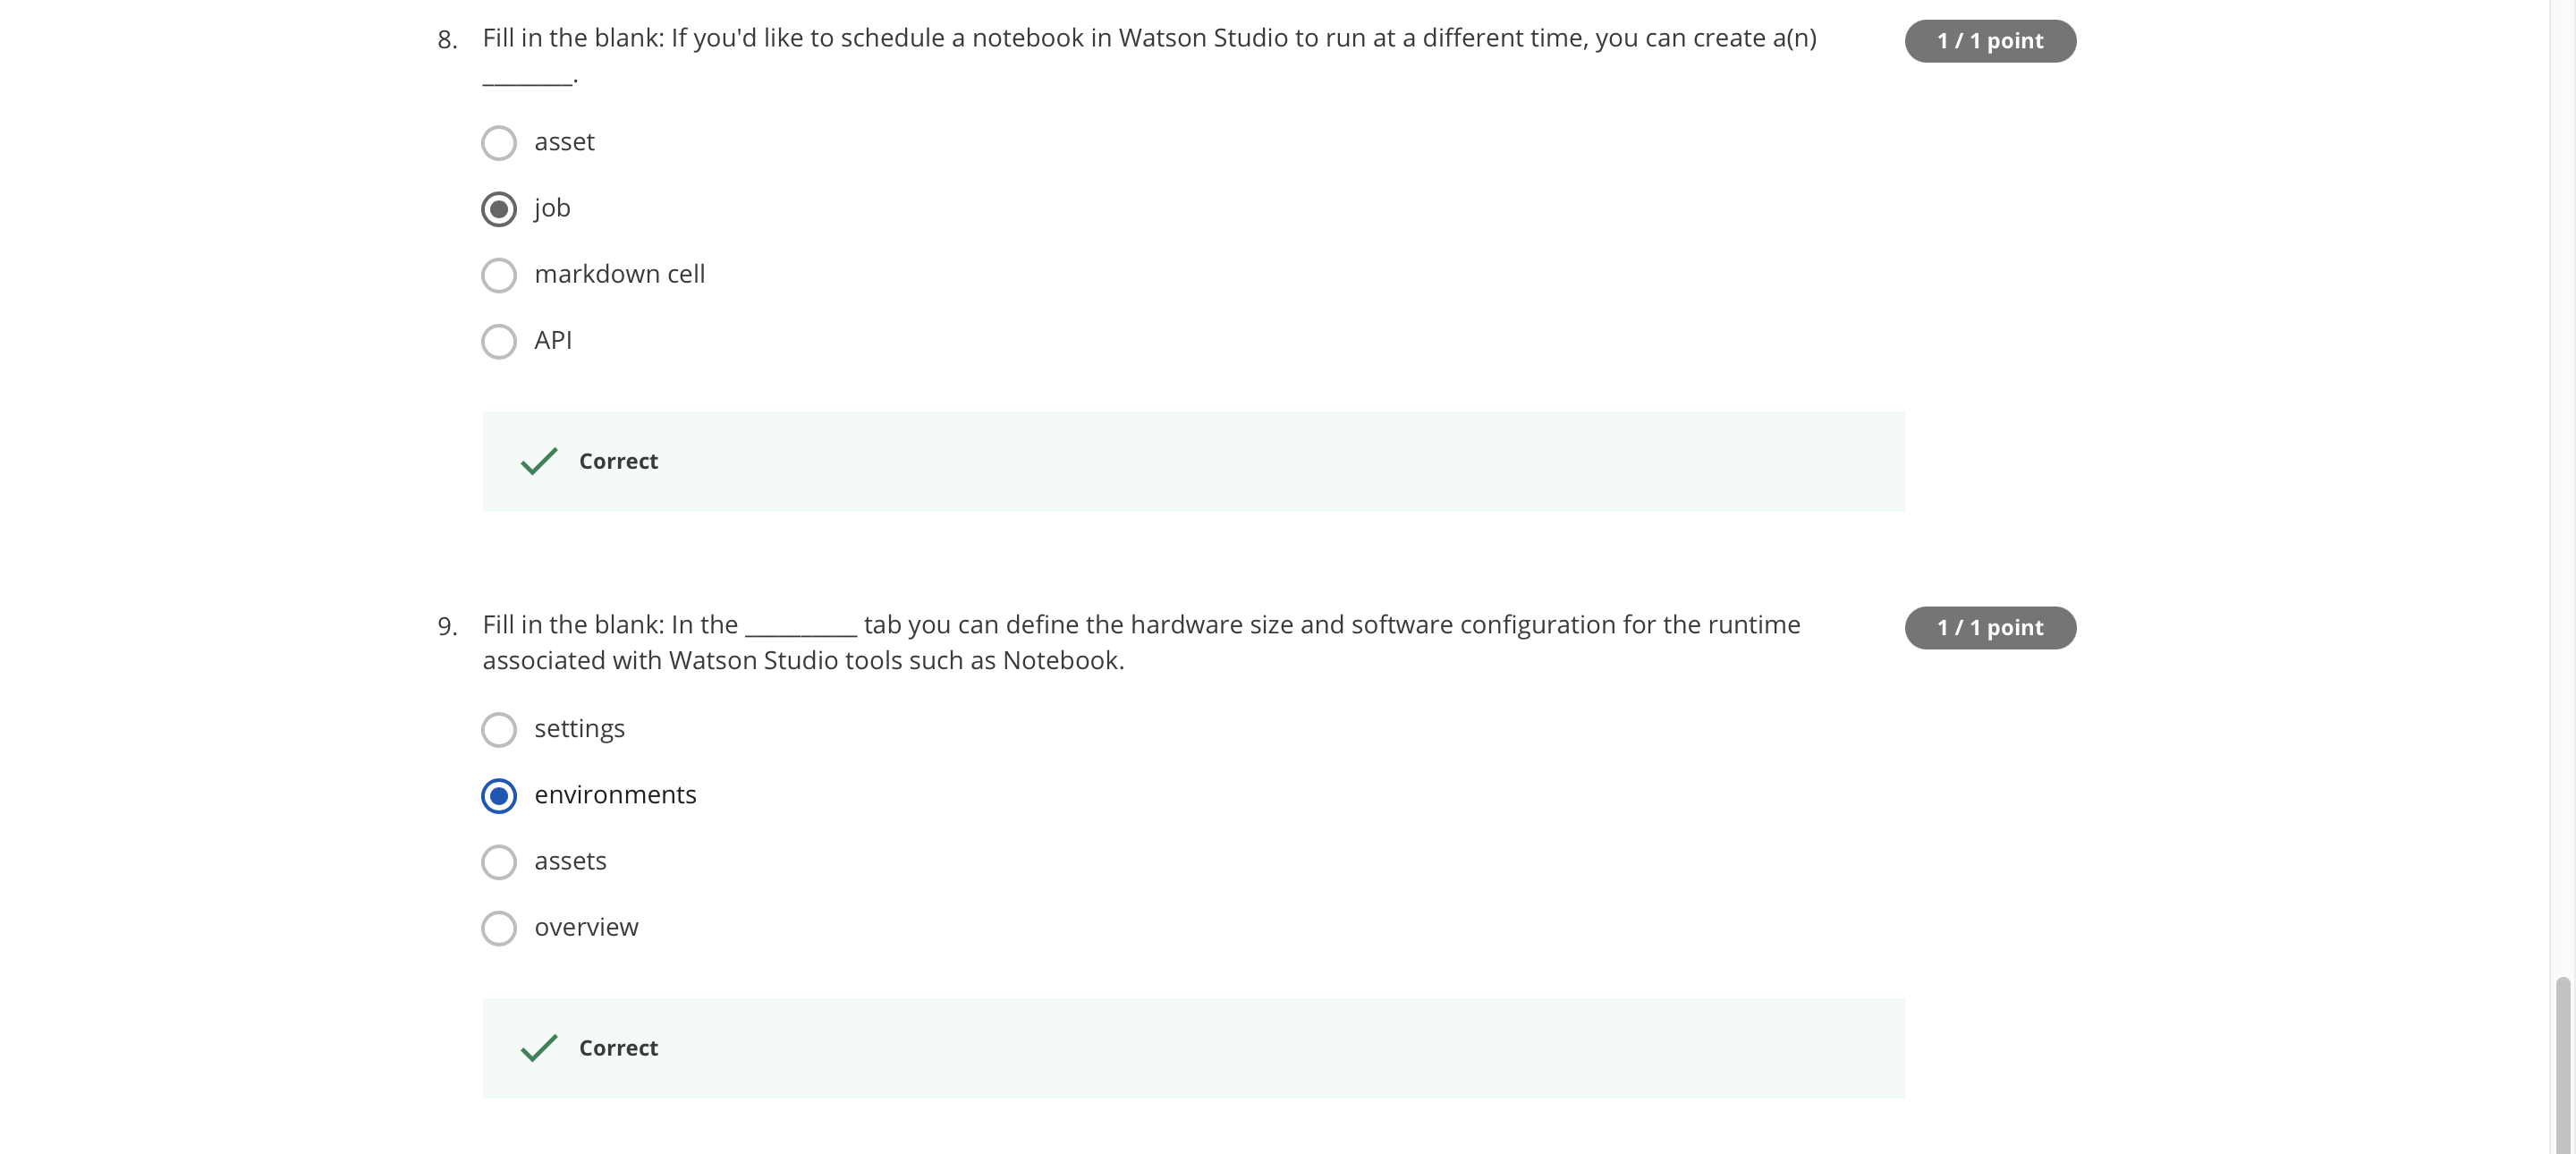 8. Fill in the blank: If you'd like to schedule a notebook in Watson Studio to run at a different time, you can create a(n)
________.
1 / 1 point
asset
job
markdown cell
API
Correct
9. Fill in the blank: In the __________ tab you can define the hardware size and software configuration for the runtime
associated with Watson Studio tools such as Notebook.
1 / 1 point
settings
environments
assets
overview
Correct